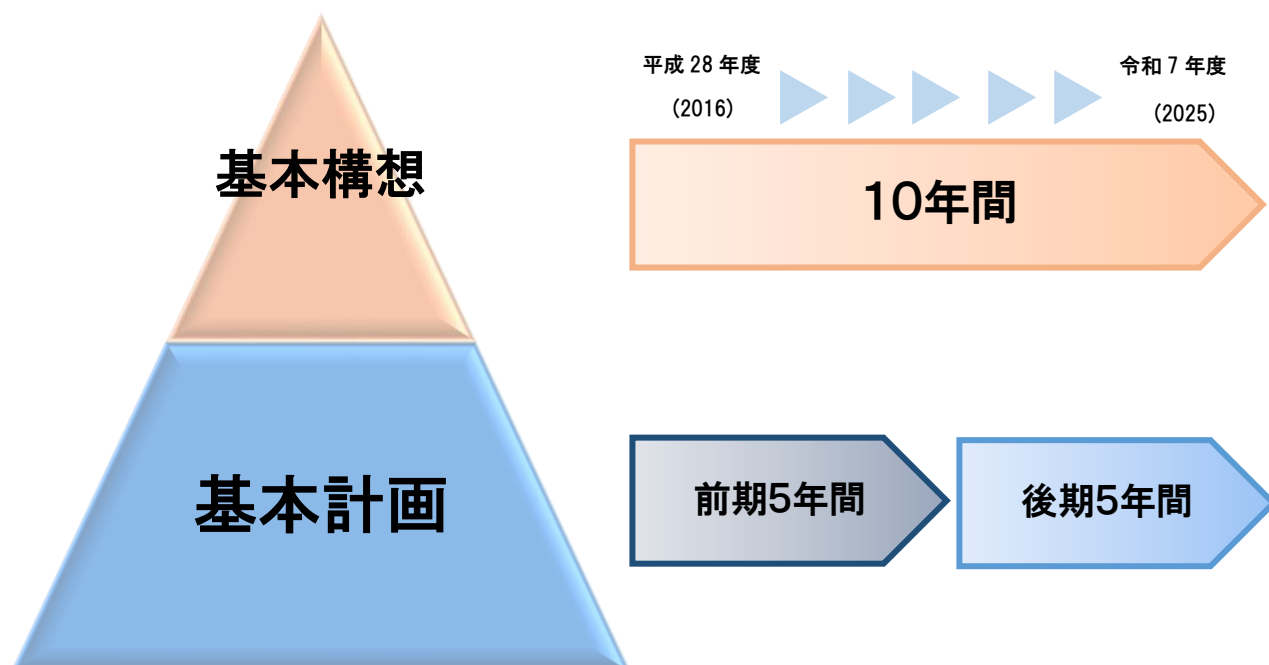 平成 28 年度
(2016)
令和 7 年度
(2025)
基本構想
10年間
基本計画
前期5年間
後期5年間